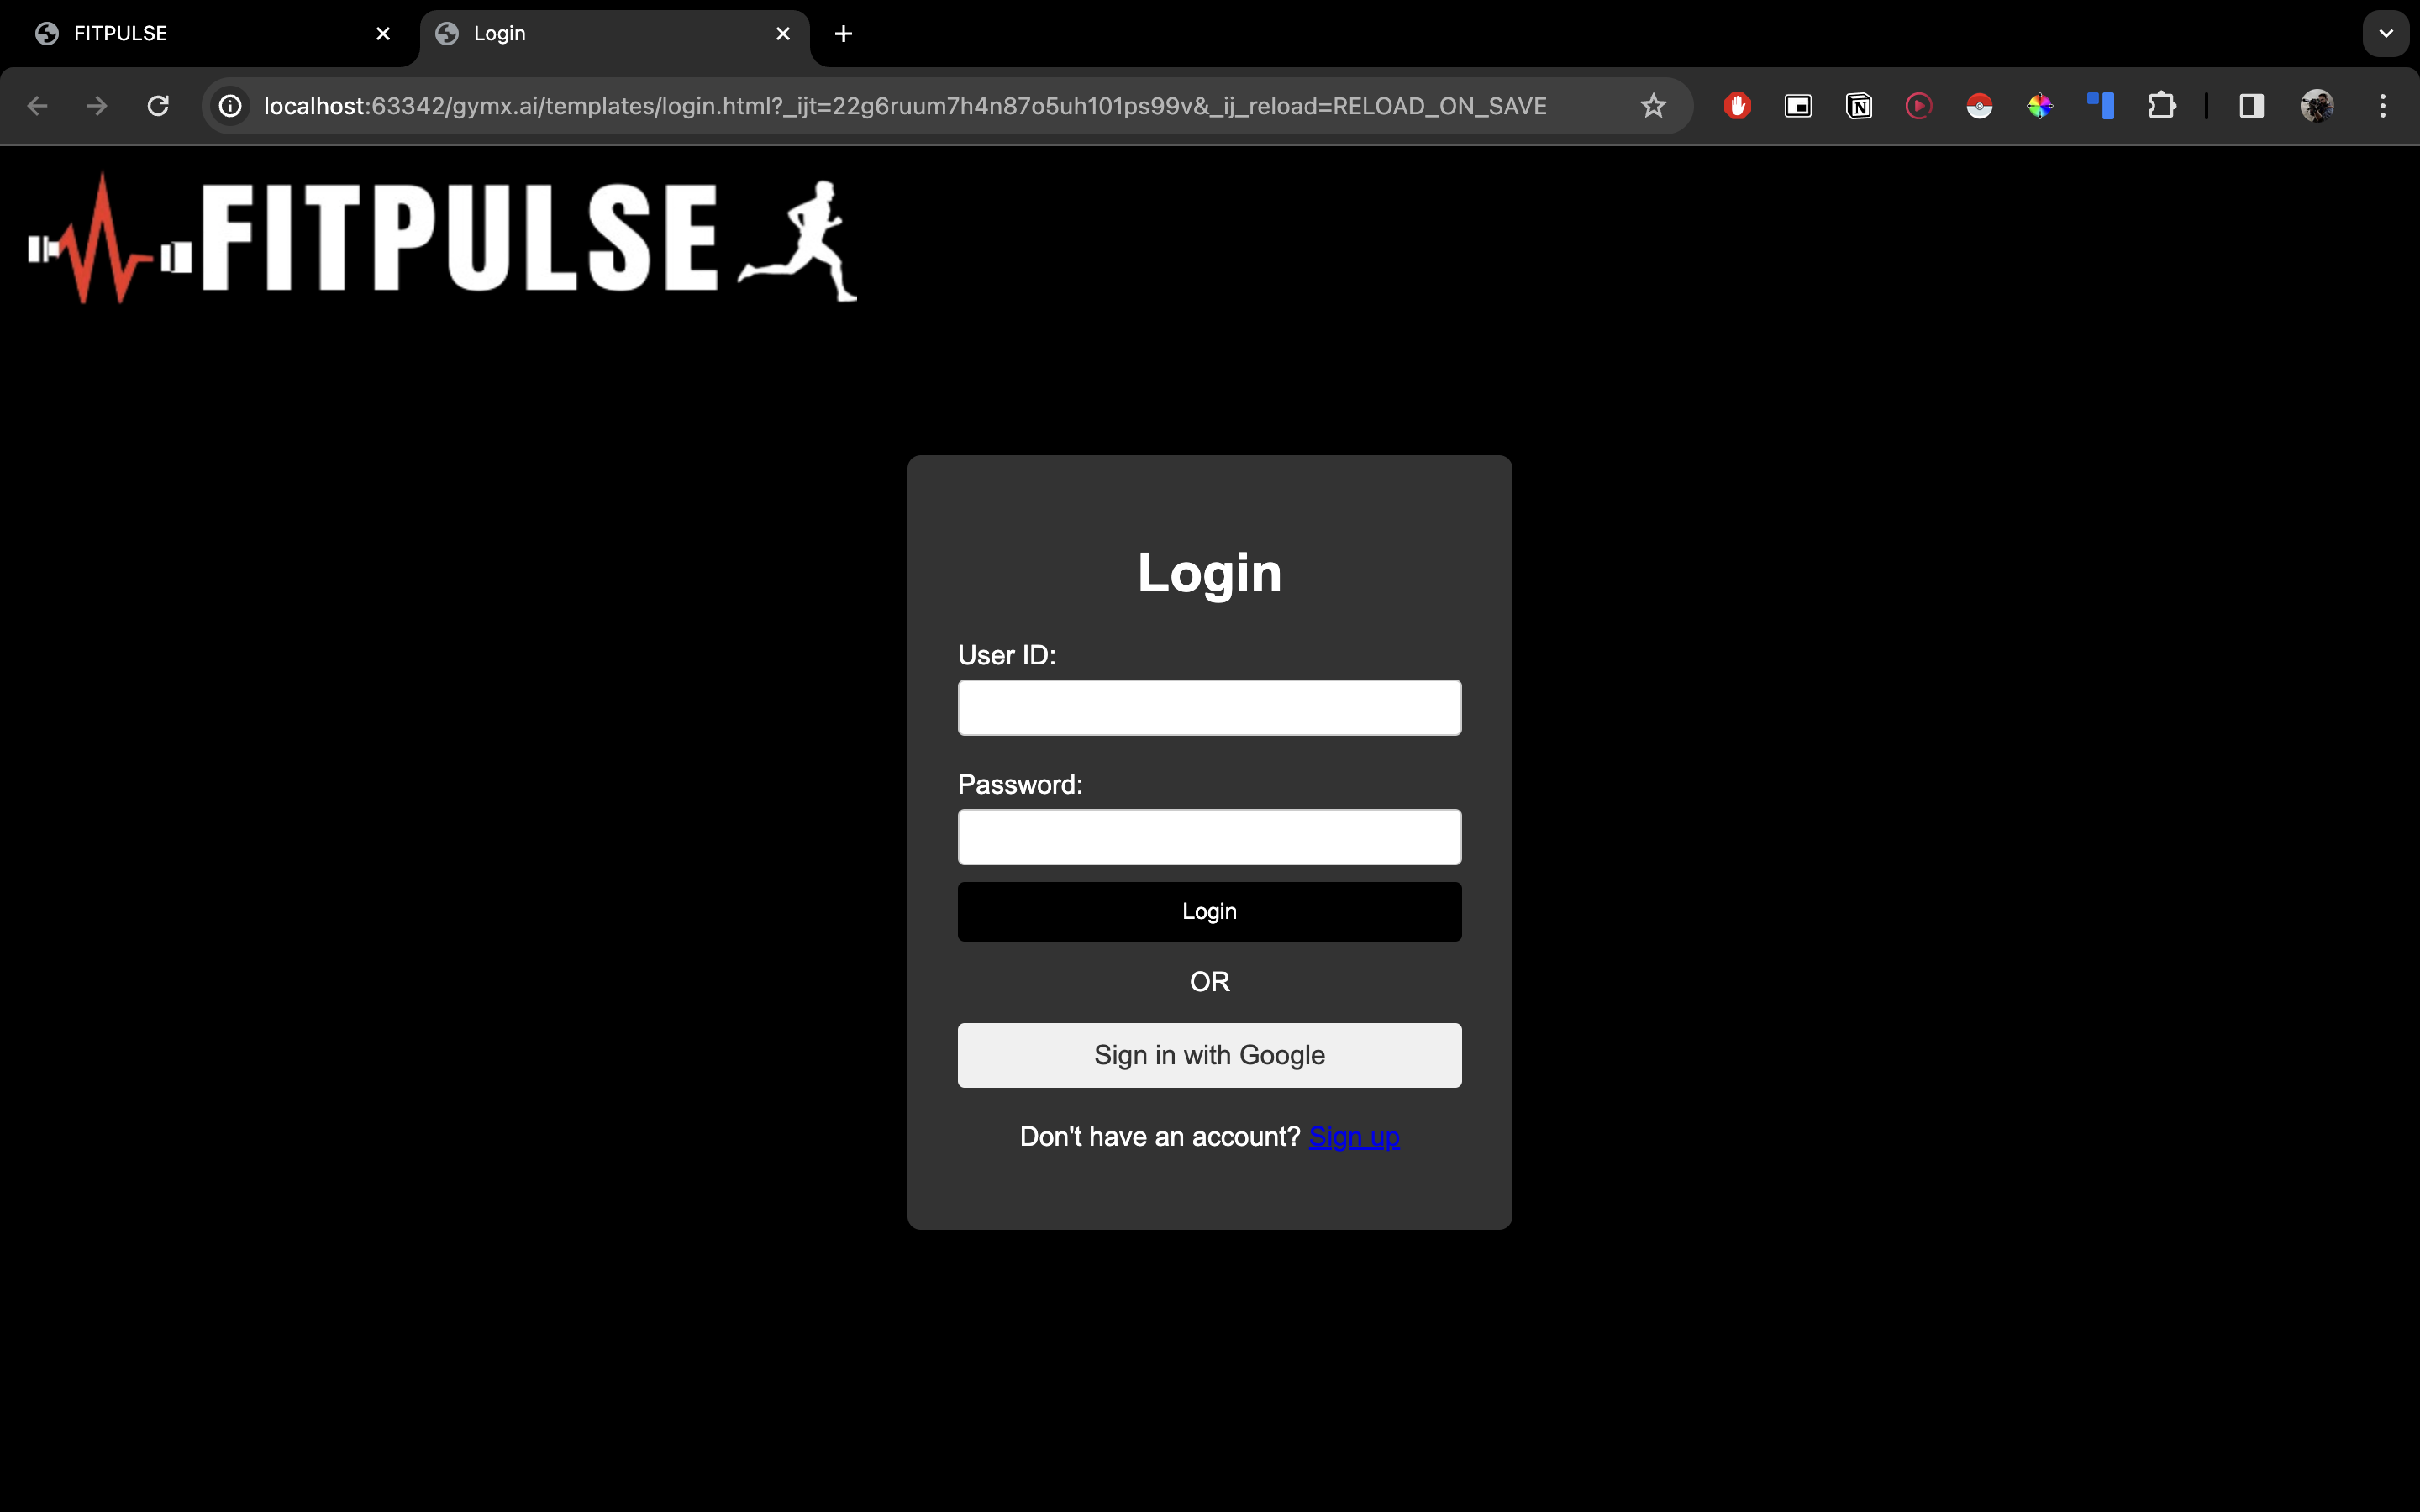 FITPULSE
Login
localhost:63342/gymx.ai/templates/login.html?_ijt=22g6ruum7h4n87o5uh101ps99v&_ij_reload=RELOAD_ON_SAVE
FITPULSE
Login
User ID:
Password:
Login
OR
Sign in with Google
Don't have an account? Sign up